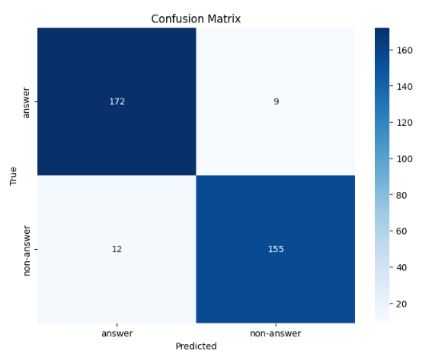 Confusion Matrix
answer
172
9
non-answer
12
155
True
answer
non-answer
Predicted
160
140
120
100
80
60
40
20